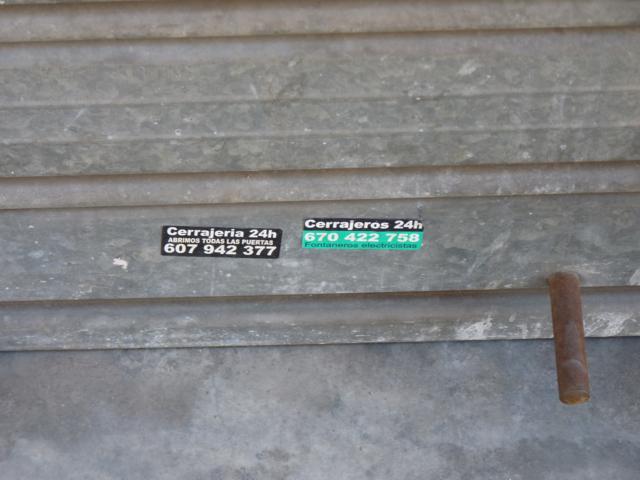 Cerrajeria 24h
ABRIMOS TODAS LAS PUERTAS
607 942 377
Cerrajeros 24h
670 422 758
Fontaneros electricistas